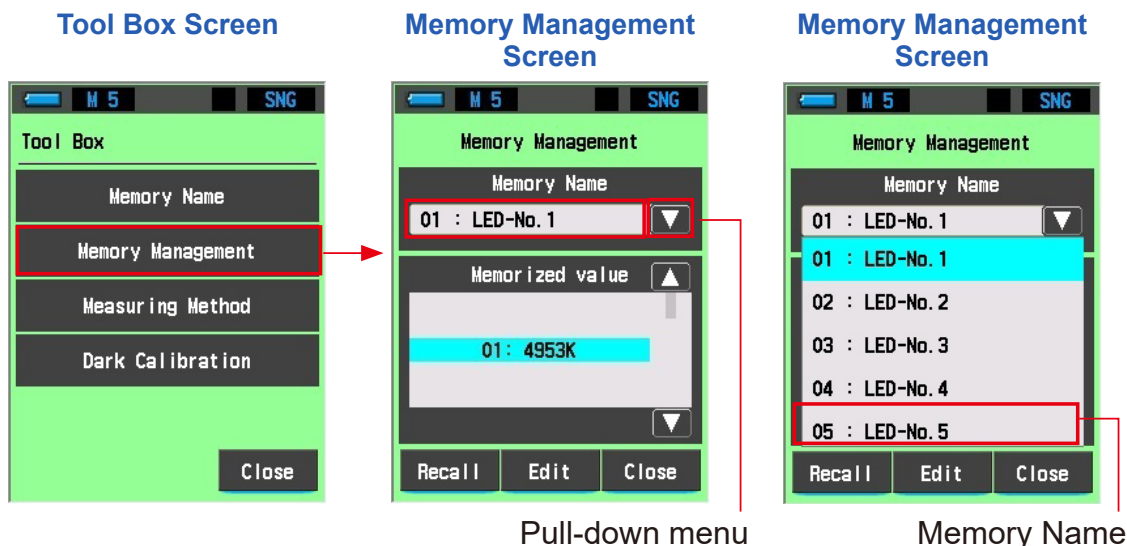 Tool Box Screen
M 5 SNG
Tool Box
Memory Name
Memory Management
Measuring Method
Dark Calibration
Close
Memory Management
Screen
M 5 SNG
Memory Management
Memory Name
01 : LED-No.1
Memorized value
01: 4953K
Recall Edit Close
Pull-down menu
Memory Management
Screen
M 5 SNG
Memory Management
Memory Name
01 : LED-No.1
01 : LED-No.1
02 : LED-No.2
03 : LED-No.3
04 : LED-No.4
05 : LED-No.5
Recall Edit Close
Memory Name